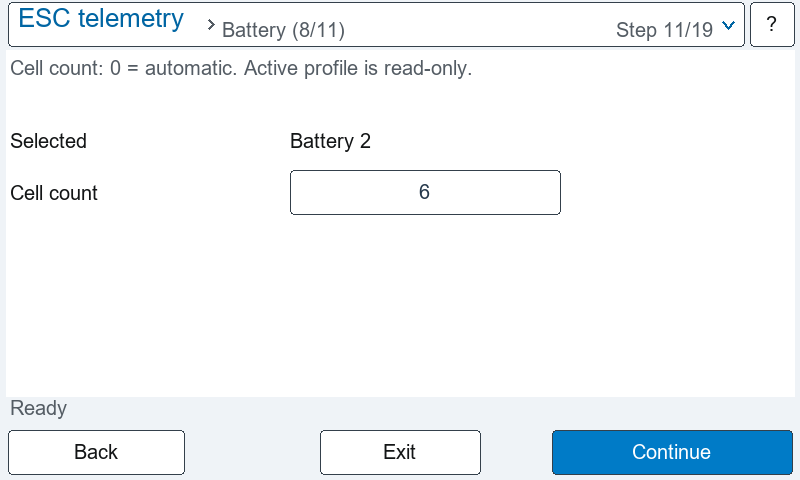 ESC telemetry > Battery (8/11) Step 11/19 ?
Cell count: 0 = automatic. Active profile is read-only.
Selected Battery 2
Cell count 6
Ready
Back Exit Continue